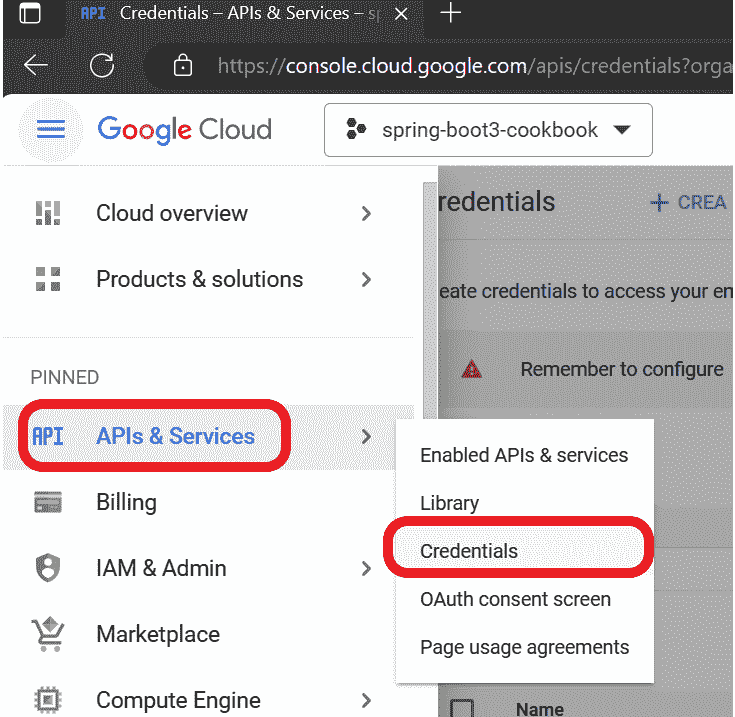 API Credentials – APIs & Services – sp
https://console.cloud.google.com/apis/credentials?orga
Google Cloud
spring-boot3-cookbook
Cloud overview
redentials
CREA
Products & solutions
eate credentials to access your en
PINNED
Remember to configure
API APIs & Services
Enabled APIs & services
Billing
Library
Credentials
IAM & Admin
OAuth consent screen
Marketplace
Page usage agreements
Compute Engine
Name